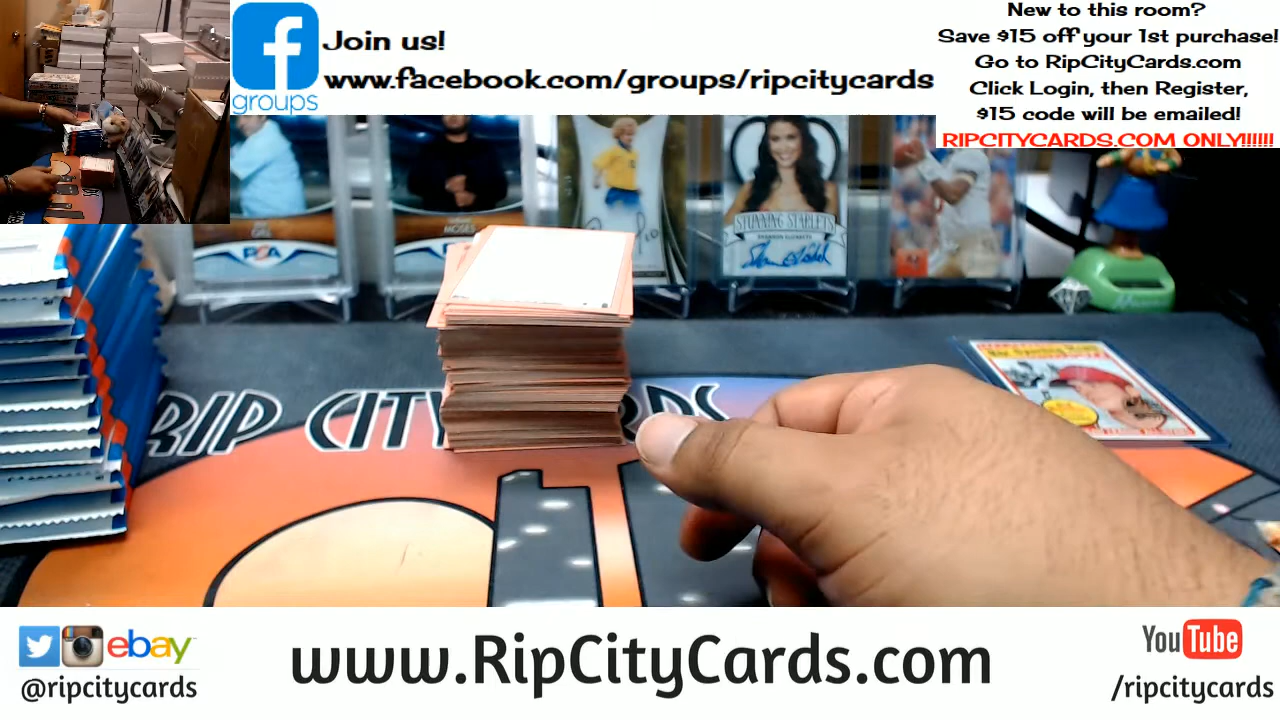 Join us!
www.facebook.com/groups/ripcitycards
groups
New to this room?
Save $15 off your 1st purchase!
Go to RipCityCards.com
Click Login, then Register,
$15 code will be emailed!
RIPCITYCARDS.COM ONLY!!!!!!
MOSES
STUNNING STARLETS
RIP CITY CARDS
ebay
@ripcitycards
www.RipCityCards.com
YouTube
/ripcitycards